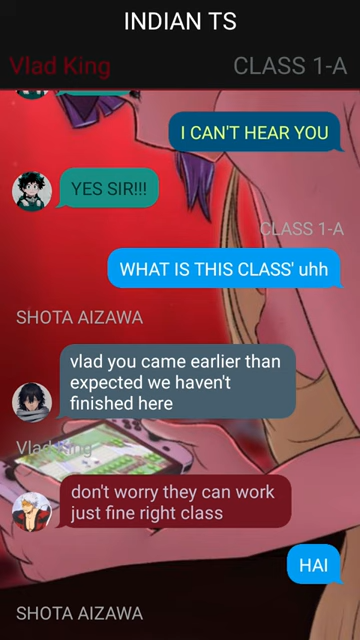 INDIAN TS
Vlad King
CLASS 1-A
I CAN'T HEAR YOU
YES SIR!!!
CLASS 1-A
WHAT IS THIS CLASS' uhh
SHOTA AIZAWA
vlad you came earlier than
expected we haven't
finished here
Vlad King
don't worry they can work
just fine right class
HAI
SHOTA AIZAWA